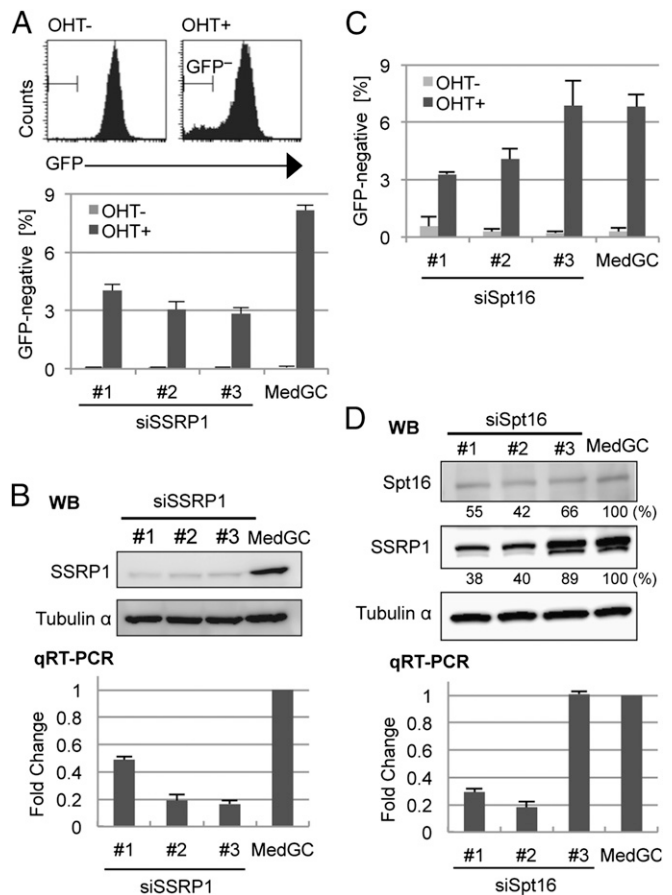 A
OHT-
OHT+
GFP–
Counts
GFP
GFP-negative [%]
9
6
3
0
OHT-
OHT+
#1 #2 #3 MedGC
siSSRP1
B
WB
siSSRP1
#1 #2 #3 MedGC
SSRP1
Tubulin α
qRT-PCR
Fold Change
1
0.8
0.6
0.4
0.2
0
#1 #2 #3 MedGC
siSSRP1
C
GFP-negative [%]
9
6
3
0
OHT-
OHT+
#1 #2 #3 MedGC
siSpt16
D
WB
siSpt16
#1 #2 #3 MedGC
Spt16
55 42 66 100 (%)
SSRP1
38 40 89 100 (%)
Tubulin α
qRT-PCR
Fold Change
1
0.8
0.6
0.4
0.2
0
#1 #2 #3 MedGC
siSpt16